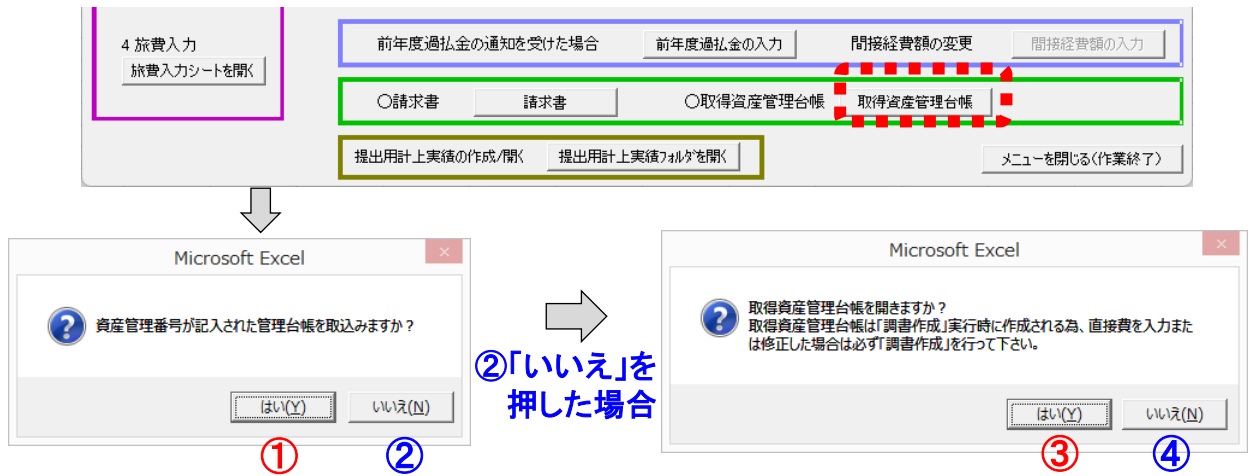 4 旅費入力
旅費入力シートを開く
前年度過払金の通知を受けた場合 前年度過払金の入力 間接経費額の変更 間接経費額の入力
〇請求書 請求書 〇取得資産管理台帳 取得資産管理台帳
提出用計上実績の作成/開く 提出用計上実績フォルダを開く メニューを閉じる(作業終了)
Microsoft Excel
資産管理番号が記入された管理台帳を取込みますか？
はい(Y) いいえ(N)
① ②
②「いいえ」を
押した場合
Microsoft Excel
取得資産管理台帳を開きますか？
取得資産管理台帳は「調書作成」実行時に作成される為、直接費を入力また
は修正した場合は必ず「調書作成」を行って下さい。
はい(Y) いいえ(N)
③ ④